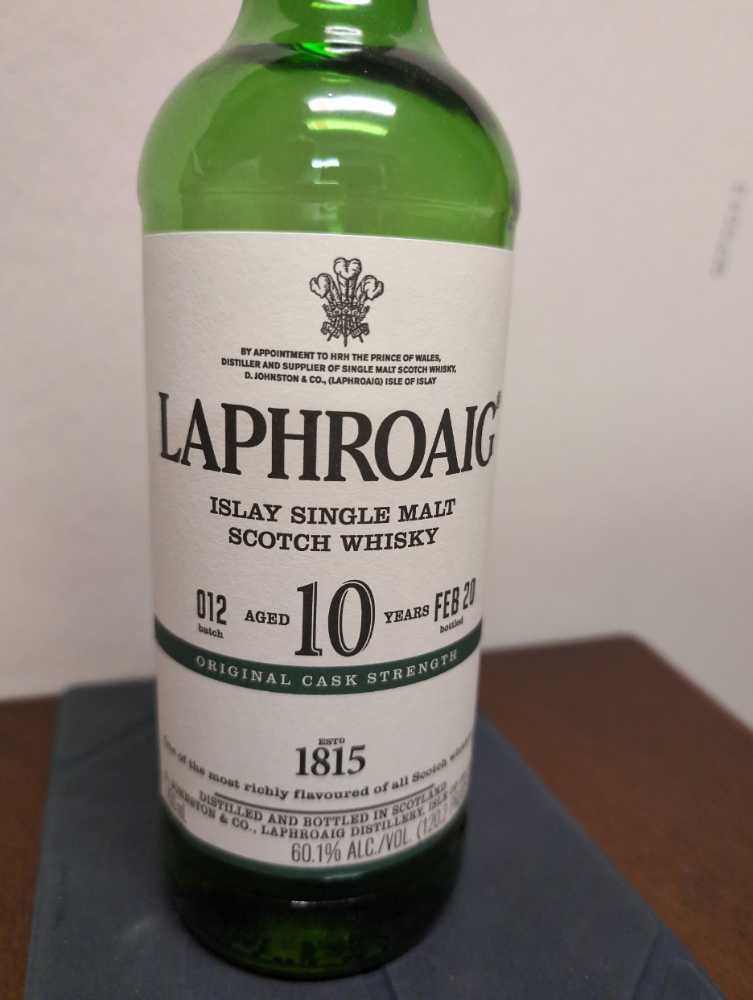 BY APPOINTMENT TO HRH THE PRINCE OF WALES,
DISTILLER AND SUPPLIER OF SINGLE MALT SCOTCH WHISKY,
D. JOHNSTON & CO., (LAPHROAIG) ISLE OF ISLAY
LAPHROAIG®
ISLAY SINGLE MALT
SCOTCH WHISKY
012 AGED 10 YEARS FEB 20
batch bottled
ORIGINAL CASK STRENGTH
ESTD
1815
One of the most richly flavoured of all Scotch
DISTILLED AND BOTTLED IN SCOTLAND
JOHNSTON & CO., LAPHROAIG DISTILLERY, ISLE OF
60.1% ALC./VOL.